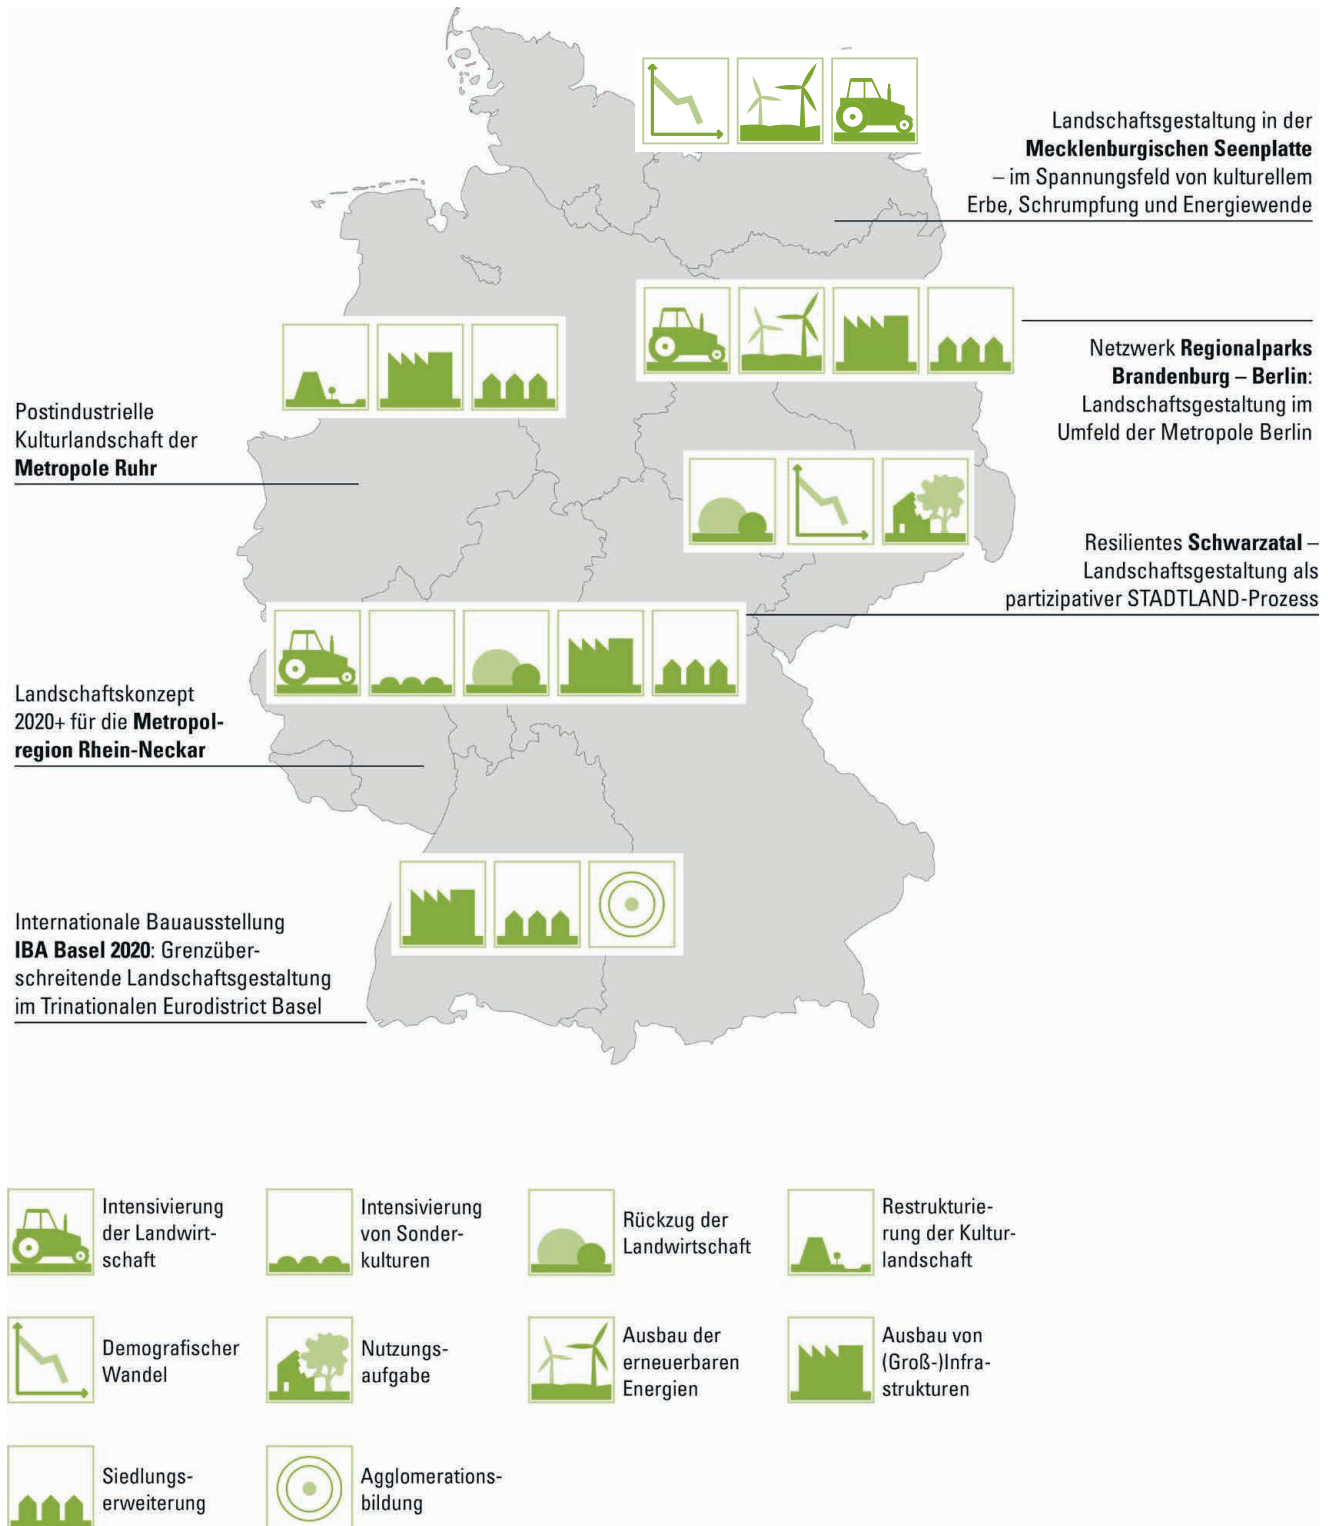 Landschaftsgestaltung in der
Mecklenburgischen Seenplatte
– im Spannungsfeld von kulturellem
Erbe, Schrumpfung und Energiewende
Netzwerk Regionalparks
Brandenburg – Berlin:
Landschaftsgestaltung im
Umfeld der Metropole Berlin
Postindustrielle
Kulturlandschaft der
Metropole Ruhr
Resilientes Schwarzatal –
Landschaftsgestaltung als
partizipativer STADTLAND-Prozess
Landschaftskonzept
2020+ für die Metropol-
region Rhein-Neckar
Internationale Bauausstellung
IBA Basel 2020: Grenzüber-
schreitende Landschaftsgestaltung
im Trinationalen Eurodistrict Basel
Intensivierung
der Landwirt-
schaft
Intensivierung
von Sonder-
kulturen
Rückzug der
Landwirtschaft
Restrukturie-
rung der Kultur-
landschaft
Demografischer
Wandel
Nutzungs-
aufgabe
Ausbau der
erneuerbaren
Energien
Ausbau von
(Groß-)Infra-
strukturen
Siedlungs-
erweiterung
Agglomerations-
bildung